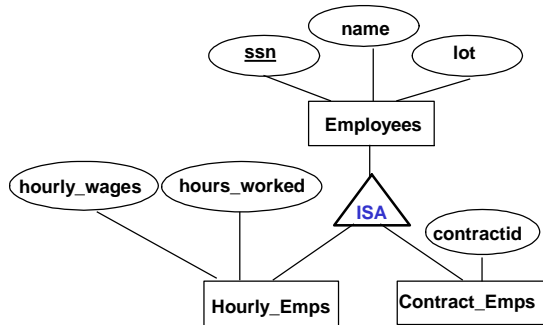 name
ssn
lot
Employees
hourly_wages
hours_worked
ISA
contractid
Hourly_Emps
Contract_Emps